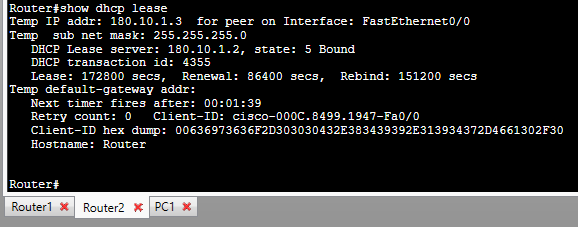 Router#show dhcp lease
Temp IP addr: 180.10.1.3  for peer on Interface: FastEthernet0/0
Temp  sub net mask: 255.255.255.0
   DHCP Lease server: 180.10.1.2, state: 5 Bound
   DHCP transaction id: 4355
   Lease: 172800 secs,  Renewal: 86400 secs,  Rebind: 151200 secs
Temp default-gateway addr:
   Next timer fires after: 00:01:39
   Retry count: 0   Client-ID: cisco-000C.8499.1947-Fa0/0
   Client-ID hex dump: 00636973636F2D303030432E383439392E313934372D4661302F30
   Hostname: Router
Router#
Router1 Router2 PC1